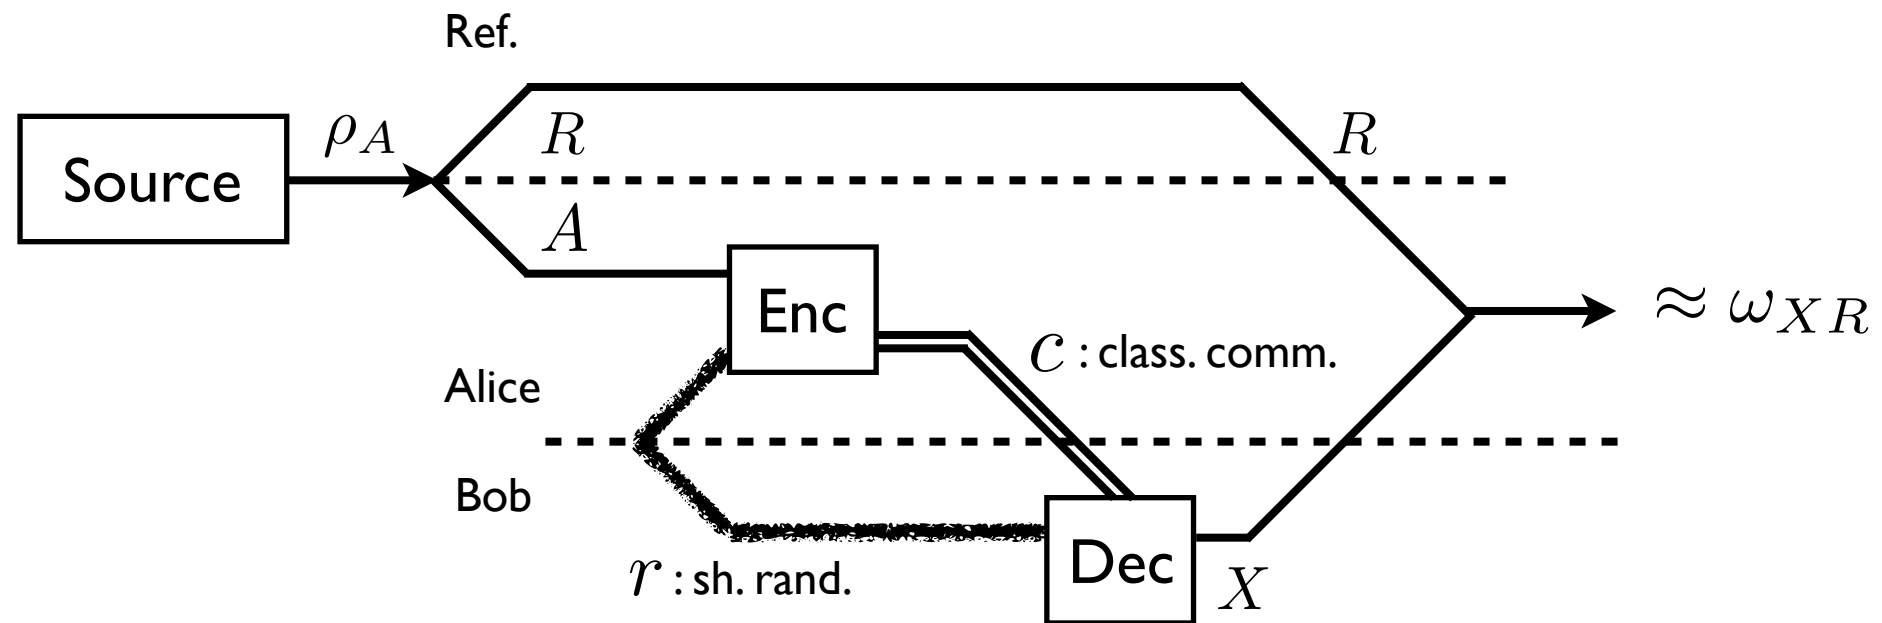 Ref.
Source
ρ_A
R
R
A
Enc
≈ ω_{XR}
c : class. comm.
Alice
Bob
Dec
r : sh. rand.
X